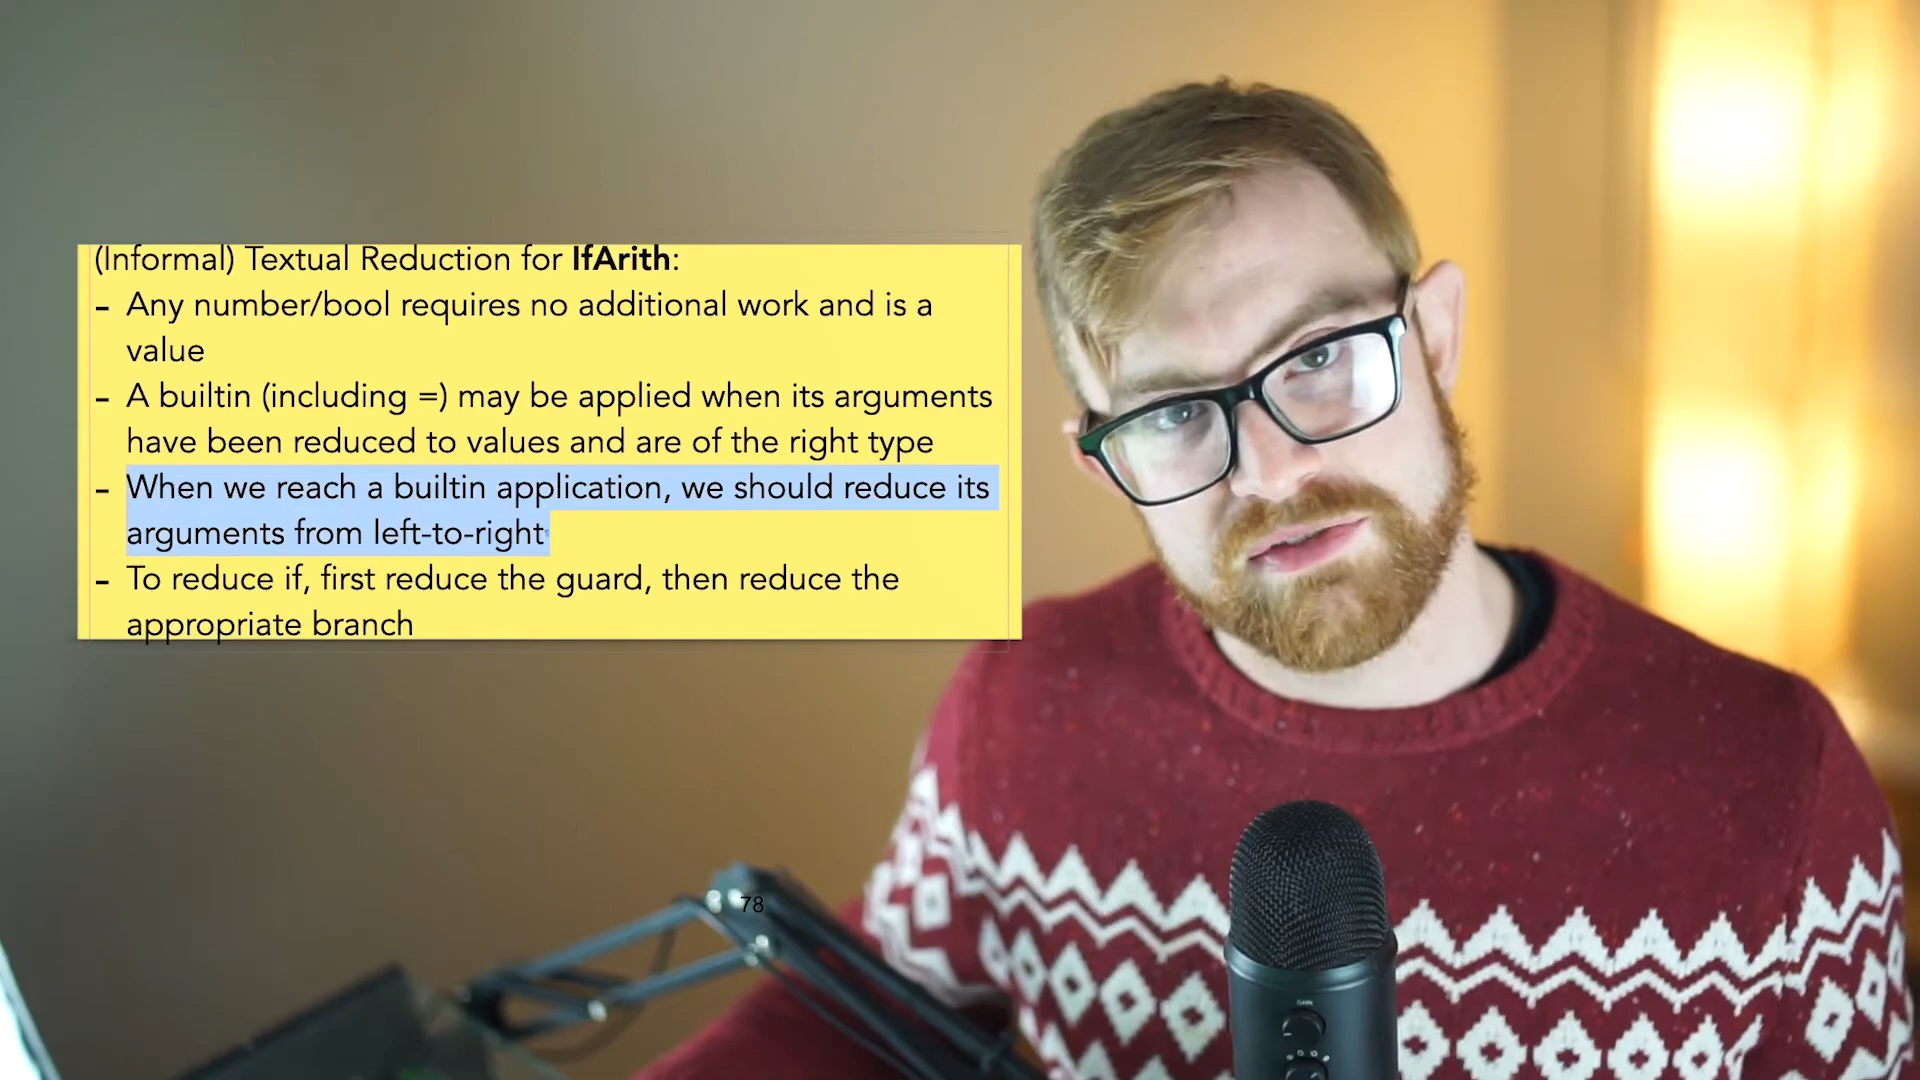 (Informal) Textual Reduction for IfArith:
- Any number/bool requires no additional work and is a
value
- A builtin (including =) may be applied when its arguments
have been reduced to values and are of the right type
- When we reach a builtin application, we should reduce its
arguments from left-to-right
- To reduce if, first reduce the guard, then reduce the
appropriate branch
78
GAIN